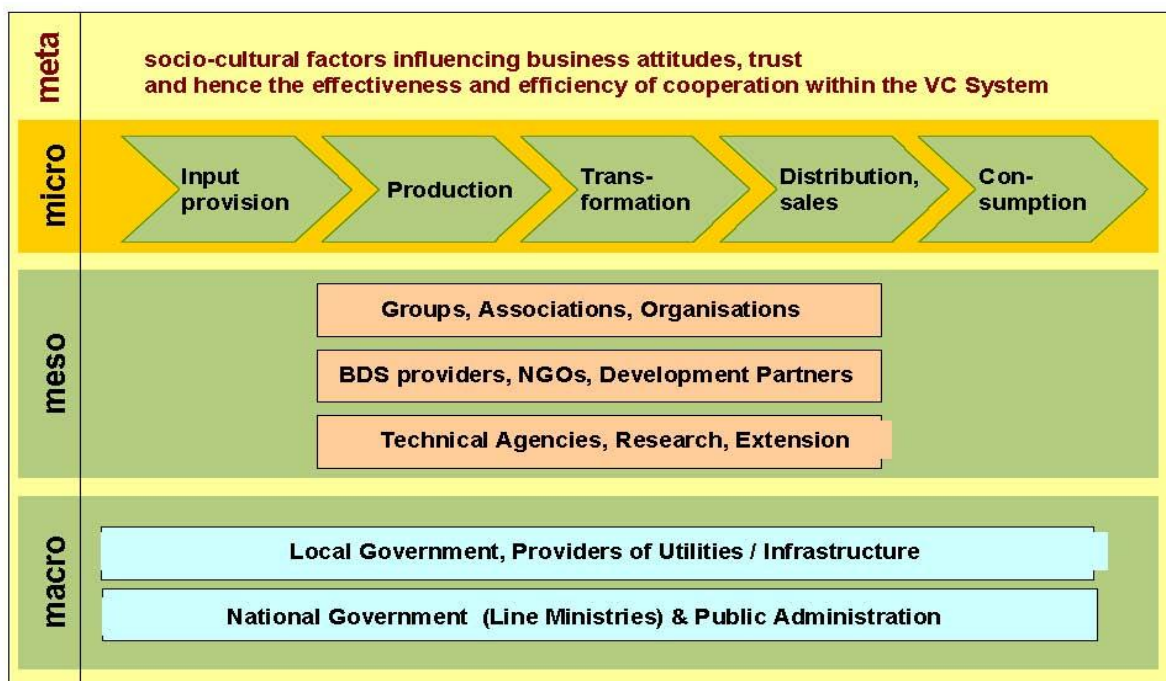 meta
socio-cultural factors influencing business attitudes, trust
and hence the effectiveness and efficiency of cooperation within the VC System
micro
Input
provision
Production
Trans-
formation
Distribution,
sales
Con-
sumption
meso
Groups, Associations, Organisations
BDS providers, NGOs, Development Partners
Technical Agencies, Research, Extension
macro
Local Government, Providers of Utilities / Infrastructure
National Government (Line Ministries) & Public Administration